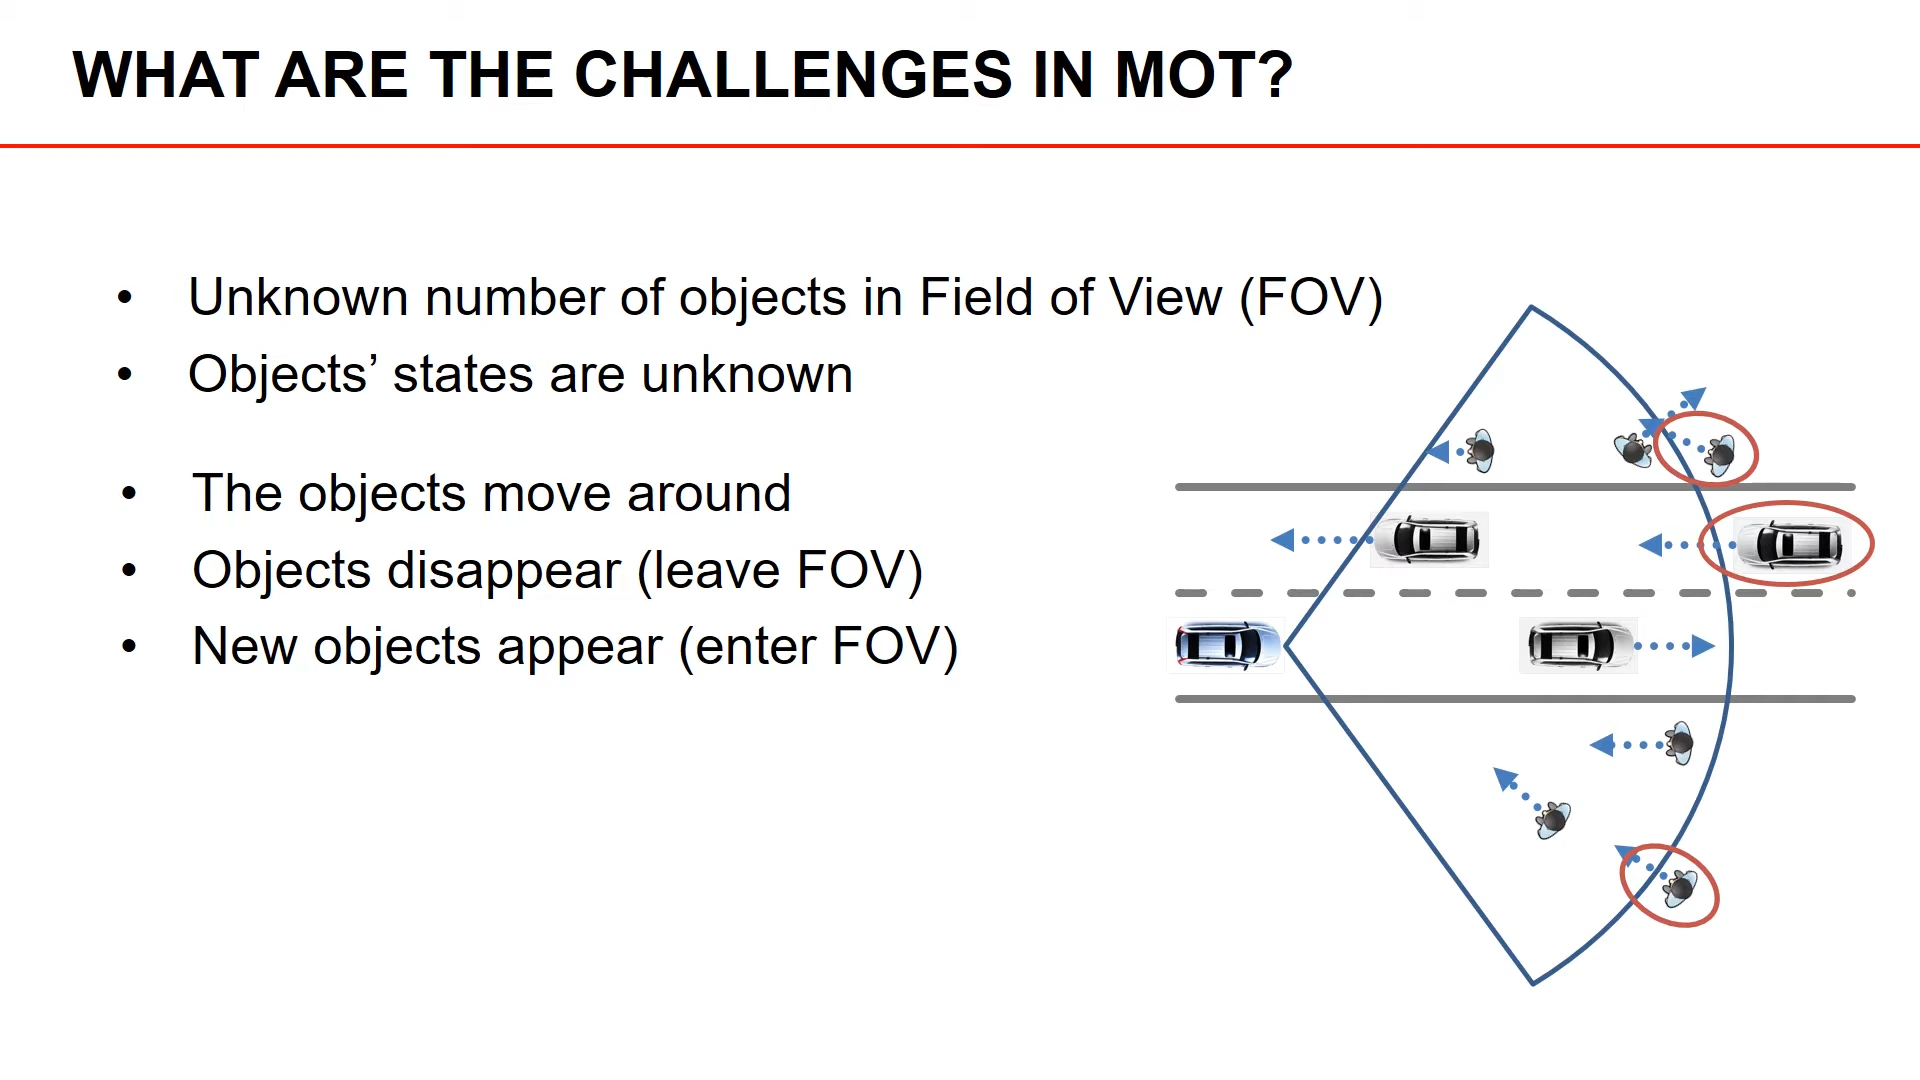 WHAT ARE THE CHALLENGES IN MOT?
• Unknown number of objects in Field of View (FOV)
• Objects’ states are unknown
• The objects move around
• Objects disappear (leave FOV)
• New objects appear (enter FOV)